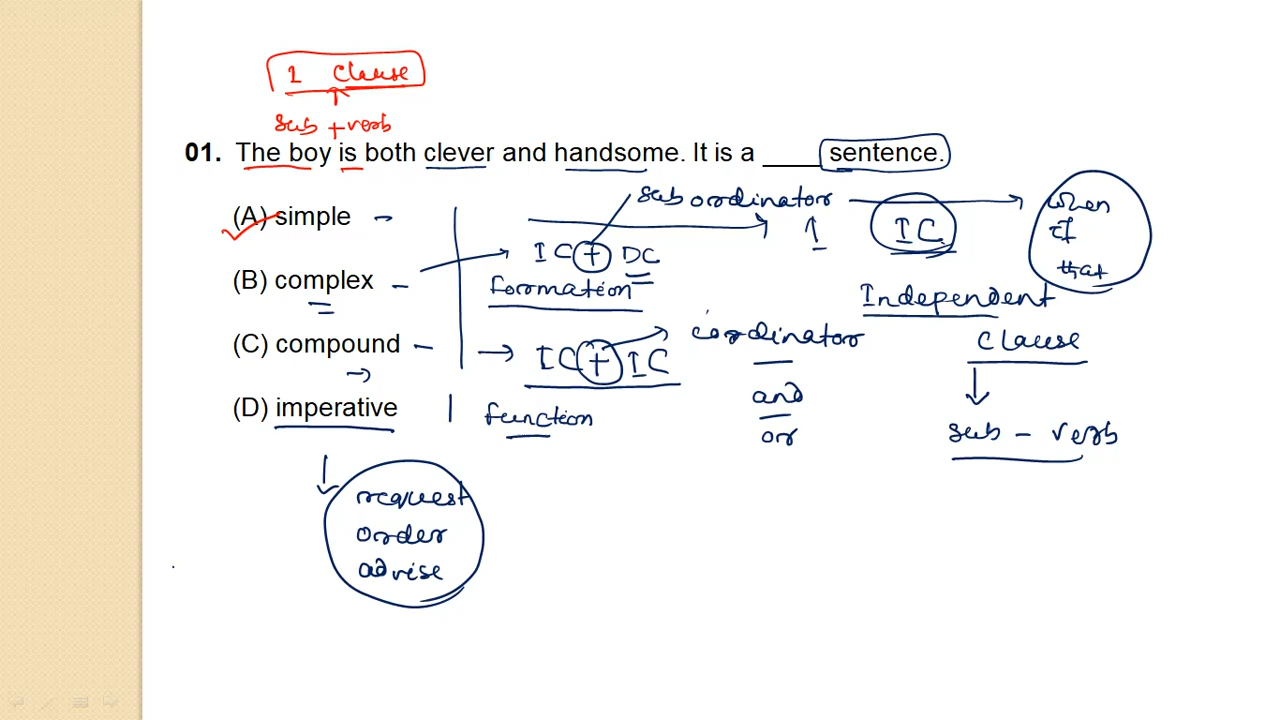 1 clause
sub + verb
01. The boy is both clever and handsome. It is a ____ sentence.
(A) simple -
subordinator
1 IC
when
if
that
IC + DC
(B) complex -
formation
Independent
clause
(C) compound -
IC + IC
coordinator
and
or
(D) imperative
function
sub - verb
request
order
advise